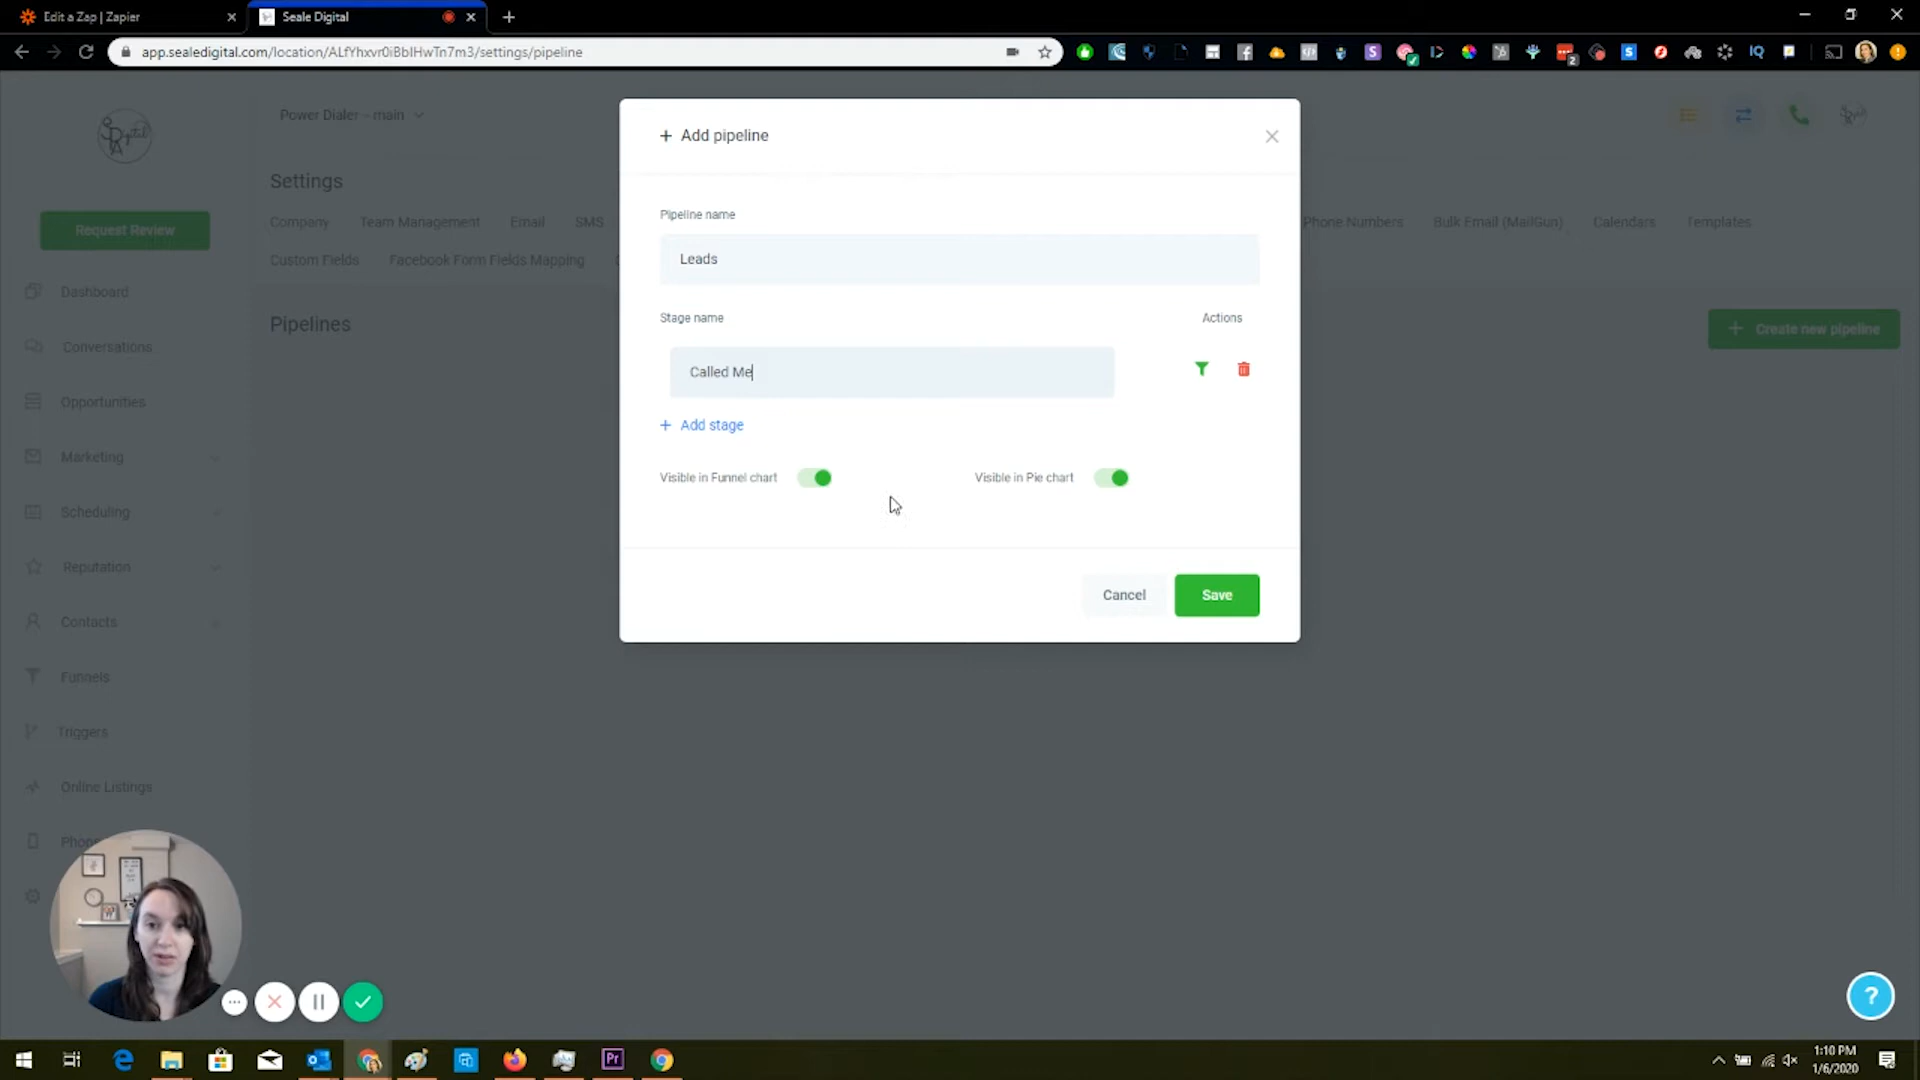 Edit a Zap | Zapier
Seale Digital
app.sealedigital.com/location/ALfYhxvr0iBbIHwTn7m3/settings/pipeline
Power Dialer - main
Settings
Request Review
Company
Team Management
Email
SMS
Phone Numbers
Bulk Email (MailGun)
Calendars
Templates
Custom Fields
Facebook Form Fields Mapping
Pipelines
+ Create new pipeline
Dashboard
Conversations
Opportunities
Marketing
Scheduling
Reputation
Contacts
Funnels
Triggers
Online Listings
+ Add pipeline
Pipeline name
Leads
Stage name
Actions
Called Me
+ Add stage
Visible in Funnel chart
Visible in Pie chart
Cancel
Save
?
IQ
2
Pr
1:10 PM
1/6/2020